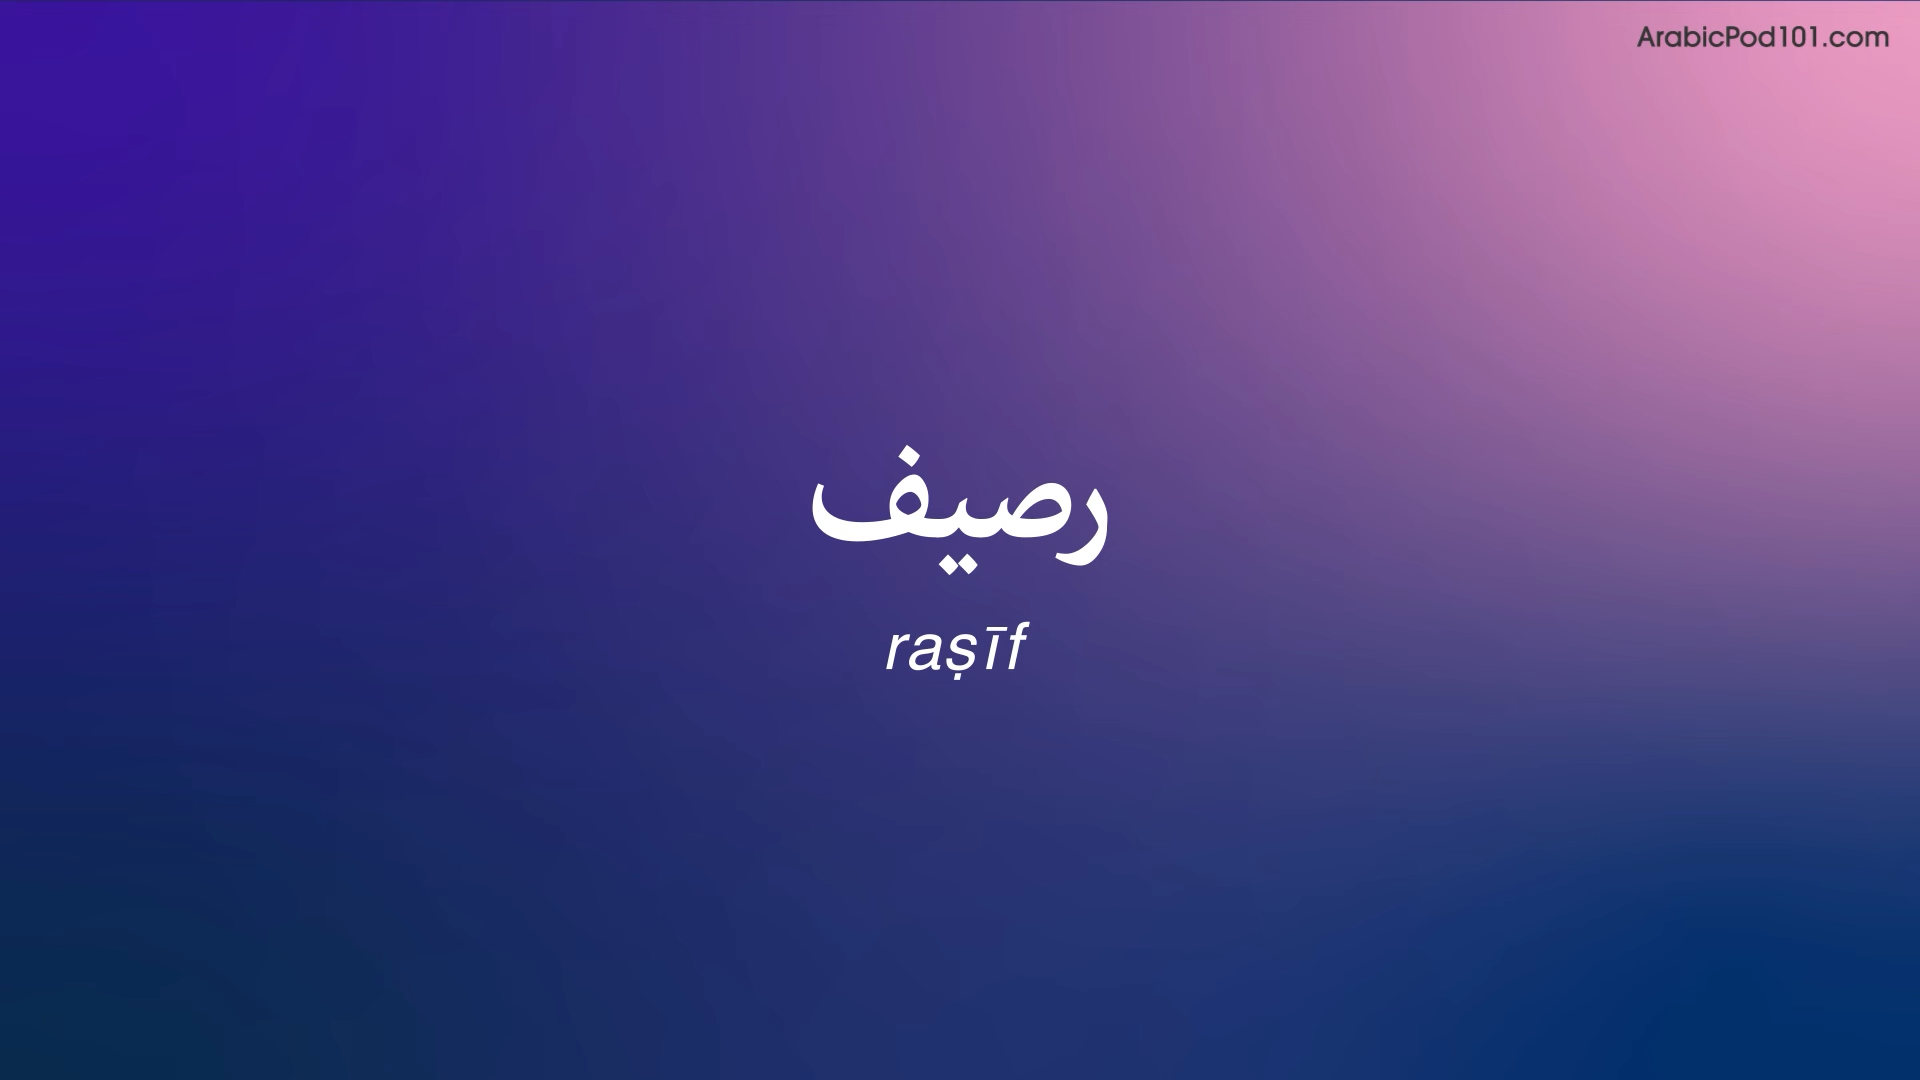 ArabicPod101.com
رصيف
raṣīf